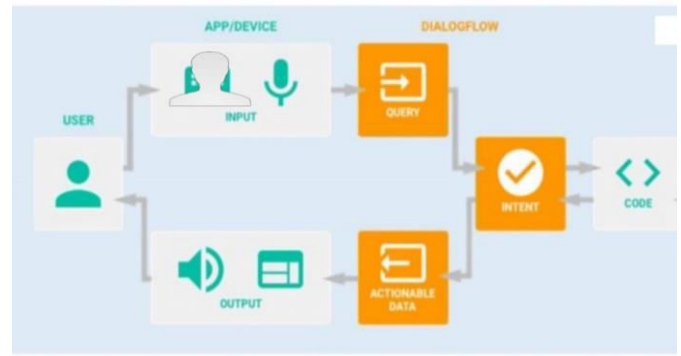 APP/DEVICE
DIALOGFLOW
USER
INPUT
QUERY
INTENT
CODE
OUTPUT
ACTIONABLE
DATA